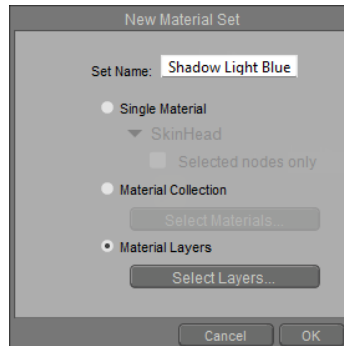 New Material Set
Set Name: Shadow Light Blue
Single Material
SkinHead
Selected nodes only
Material Collection
Select Materials...
Material Layers
Select Layers...
Cancel OK